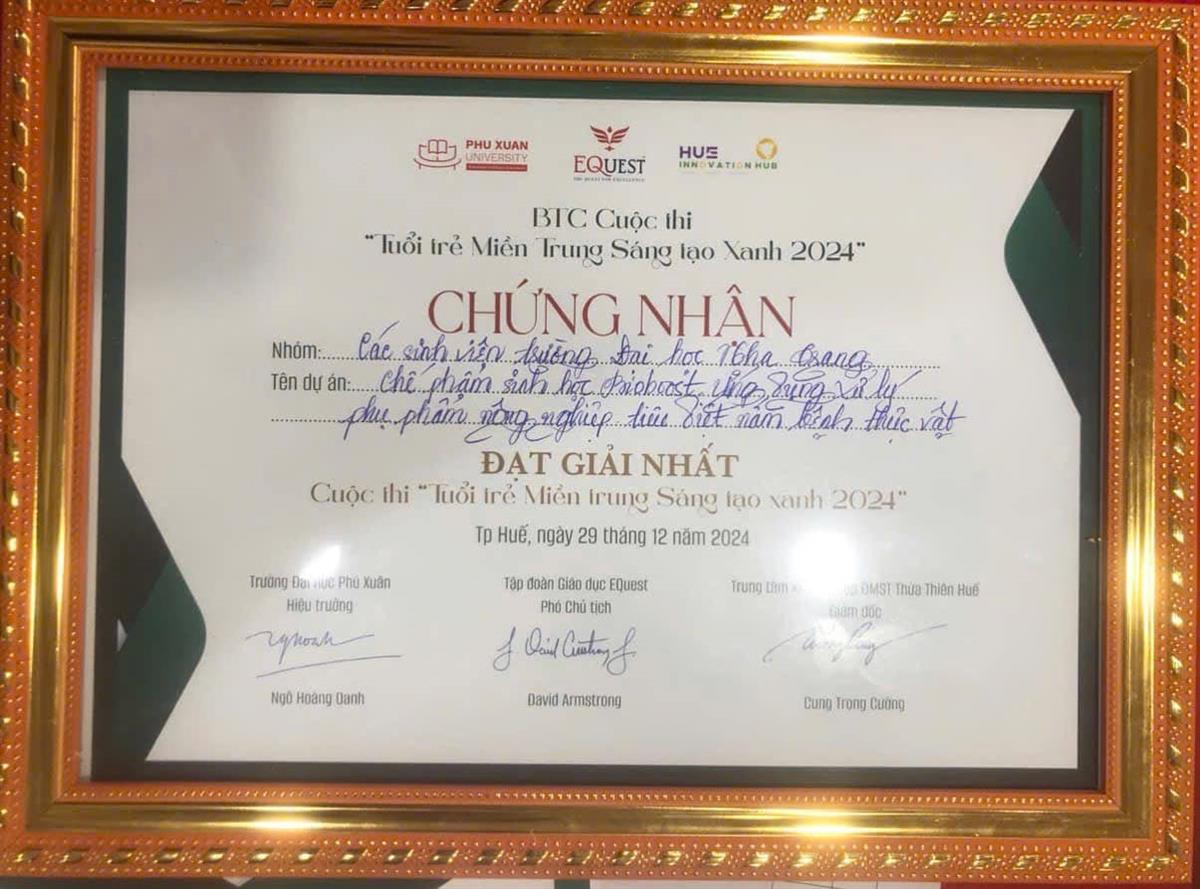 PHU XUAN
UNIVERSITY
EQUEST
HUE
INNOVATION HUB
BTC Cuộc thi
"Tuổi trẻ Miền Trung Sáng tạo Xanh 2024"
CHỨNG NHẬN
Nhóm: Các sinh viên trường Đại học Nha Trang
Tên dự án: Chế phẩm sinh học Bioboost ứng dụng xử lý
phụ phẩm nông nghiệp tiêu diệt nấm bệnh thực vật
ĐẠT GIẢI NHẤT
Cuộc thi "Tuổi trẻ Miền trung Sáng tạo xanh 2024"
Tp Huế, ngày 29 tháng 12 năm 2024
Trường Đại học Phú Xuân
Hiệu trưởng
Ngô Hoàng Oanh
Tập đoàn Giáo dục EQuest
Phó Chủ tịch
David Armstrong
Trung ĐMST Thừa Thiên Huế
Giám đốc
Cung Trọng Cường